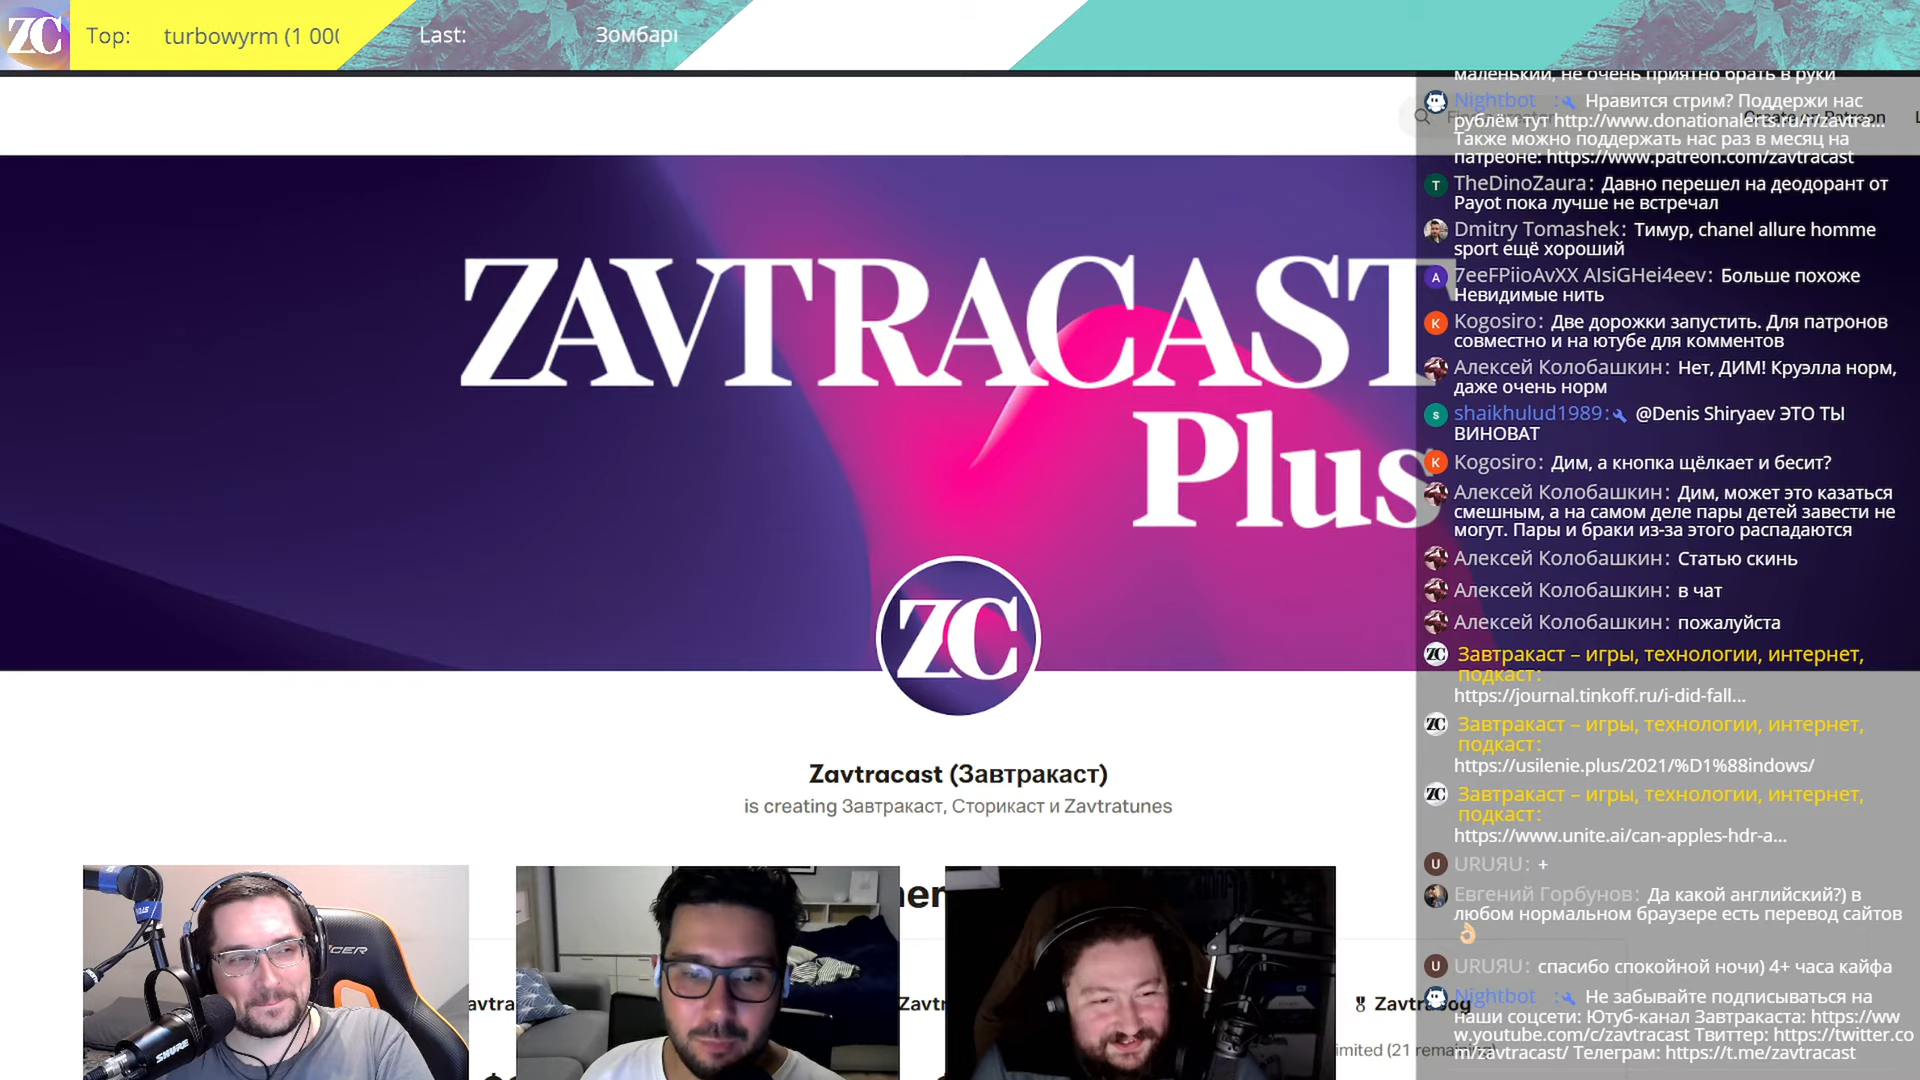 ZC
Top: turbowyrm (1 00
Last: Зомбарі
ZAVTRACAST
Plus
ZC
Zavtracast (Завтракаст)
is creating Завтракаст, Сторикаст и Zavtratunes
SHURE
маленький, не очень приятно брать в руки
Nightbot : Нравится стрим? Поддержи нас
рублём тут http://www.donationalerts.ru/r/zavtra...
Также можно поддержать нас раз в месяц на
патреоне: https://www.patreon.com/zavtracast
T TheDinoZaura: Давно перешел на деодорант от
Payot пока лучше не встречал
Dmitry Tomashek: Тимур, chanel allure homme
sport ещё хороший
A 7eeFPiioAvXX AIsiGHei4eev: Больше похоже
Невидимые нить
K Kogosiro: Две дорожки запустить. Для патронов
совместно и на ютубе для комментов
Алексей Колобашкин: Нет, ДИМ! Круэлла норм,
даже очень норм
s shaikhulud1989: @Denis Shiryaev ЭТО ТЫ
ВИНОВАТ
K Kogosiro: Дим, а кнопка щёлкает и бесит?
Алексей Колобашкин: Дим, может это казаться
смешным, а на самом деле пары детей завести не
могут. Пары и браки из-за этого распадаются
Алексей Колобашкин: Статью скинь
Алексей Колобашкин: в чат
Алексей Колобашкин: пожалуйста
ZC Завтракаст – игры, технологии, интернет,
подкаст:
https://journal.tinkoff.ru/i-did-fall...
ZC Завтракаст – игры, технологии, интернет,
подкаст:
https://usilenie.plus/2021/%D1%88indows/
ZC Завтракаст – игры, технологии, интернет,
подкаст:
https://www.unite.ai/can-apples-hdr-a...
U URUЯU: +
Евгений Горбунов: Да какой английский?) в
любом нормальном браузере есть перевод сайтов
👌
U URUЯU: спасибо спокойной ночи) 4+ часа кайфа
Nightbot : Не забывайте подписываться на
наши соцсети: Ютуб-канал Завтракаста: https://ww
w.youtube.com/c/zavtracast Твиттер: https://twitter.co
m/zavtracast/ Телеграм: https://t.me/zavtracast